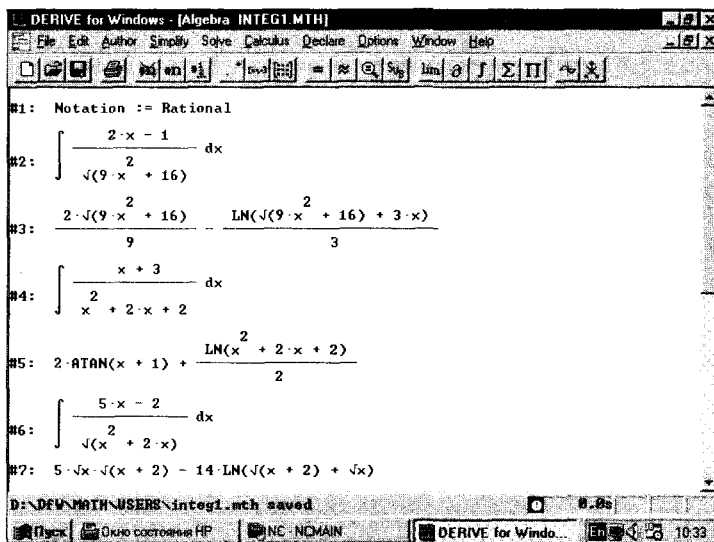 DERIVE for Windows - [Algebra INTEG1.MTH]
File Edit Author Simplify Solve Calculus Declare Options Window Help
= ≈ Sub lim ∂ ∫ Σ Π
#1: Notation := Rational
#2: ∫ (2·x - 1)/(√(9·x^2 + 16)) dx
#3: (2·√(9·x^2 + 16))/9 - (LN(√(9·x^2 + 16) + 3·x))/3
#4: ∫ (x + 3)/(x^2 + 2·x + 2) dx
#5: 2·ATAN(x + 1) + (LN(x^2 + 2·x + 2))/2
#6: ∫ (5·x - 2)/(√(x^2 + 2·x)) dx
#7: 5·√x·√(x + 2) - 14·LN(√(x + 2) + √x)
D:\DFW\MATH\USERS\integ1.mth saved 0.0s
Пуск Окно состояния HP NC - NCMAIN DERIVE for Windo... En 10:33